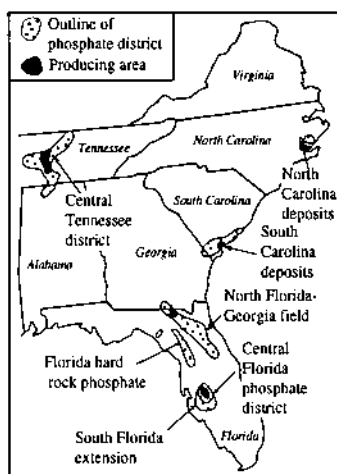 Outline of
phosphate district
Producing area
Virginia
Tennessee
North Carolina
North
Carolina
deposits
Central
Tennessee
district
South Carolina
South
Carolina
deposits
Alabama
Georgia
North Florida-
Georgia field
Florida hard
rock phosphate
Central
Florida
phosphate
district
South Florida
extension
Florida